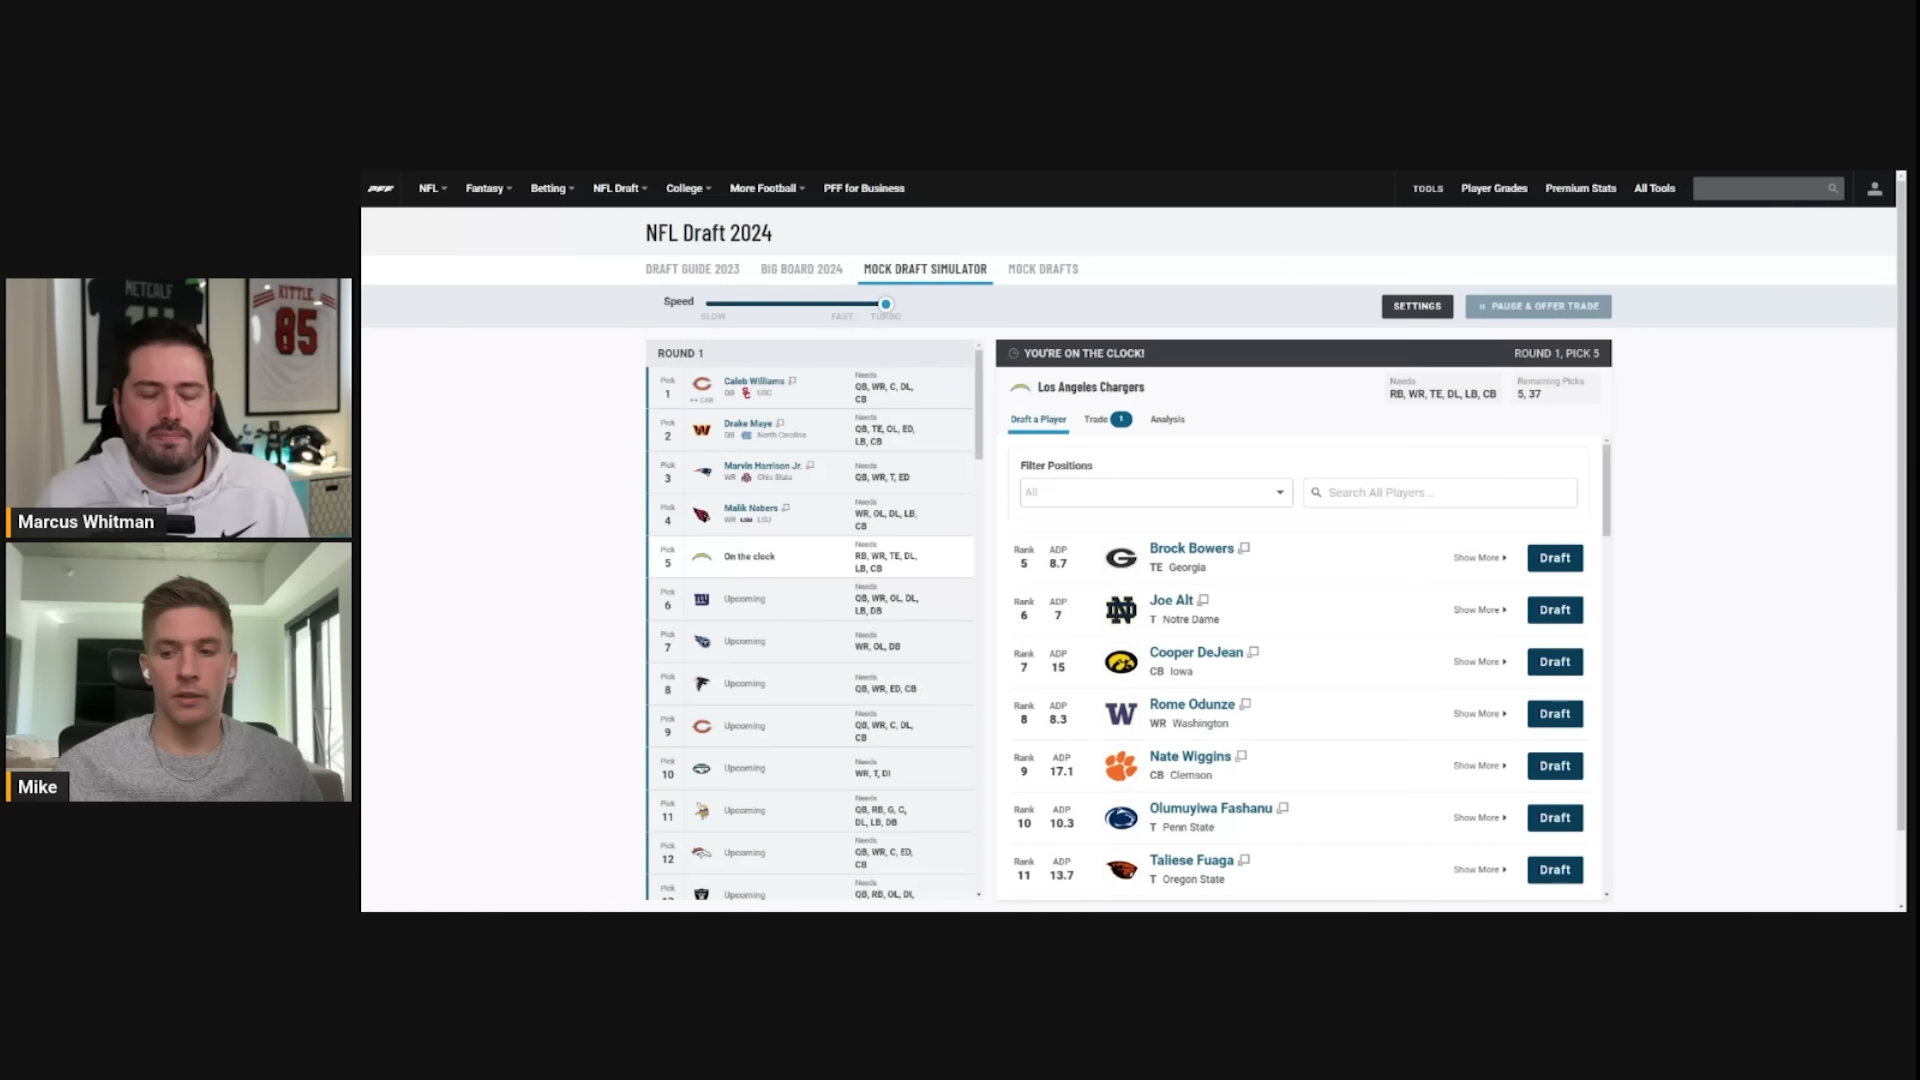 METCALF
KITTLE
85
Marcus Whitman
Mike
PFF
NFL
Fantasy
Betting
NFL Draft
College
More Football
PFF for Business
TOOLS
Player Grades
Premium Stats
All Tools
NFL Draft 2024
DRAFT GUIDE 2023
BIG BOARD 2024
MOCK DRAFT SIMULATOR
MOCK DRAFTS
Speed
SLOW
FAST
TURBO
SETTINGS
PAUSE & OFFER TRADE
ROUND 1
Pick 1
CAR
Caleb Williams
QB USC
Needs
QB, WR, C, DL,
CB
Pick 2
Drake Maye
QB North Carolina
Needs
QB, TE, OL, ED,
LB, CB
Pick 3
Marvin Harrison Jr.
WR Ohio State
Needs
QB, WR, T, ED
Pick 4
Malik Nabers
WR LSU LSU
Needs
WR, OL, DL, LB,
CB
Pick 5
On the clock
Needs
RB, WR, TE, DL,
LB, CB
Pick 6
Upcoming
Needs
QB, WR, OL, DL,
LB, DB
Pick 7
Upcoming
Needs
WR, OL, DB
Pick 8
Upcoming
Needs
QB, WR, ED, CB
Pick 9
Upcoming
Needs
QB, WR, C, DL,
CB
Pick 10
Upcoming
Needs
WR, T, DI
Pick 11
Upcoming
Needs
QB, RB, G, C,
DL, LB, DB
Pick 12
Upcoming
Needs
QB, WR, C, ED,
CB
Pick
Upcoming
Needs
QB, RB, OL, DI,
YOU'RE ON THE CLOCK!
ROUND 1, PICK 5
Los Angeles Chargers
Needs
RB, WR, TE, DL, LB, CB
Remaining Picks
5, 37
Draft a Player
Trade 1
Analysis
Filter Positions
All
Search All Players...
Rank 5
ADP 8.7
Brock Bowers
TE Georgia
Show More
Draft
Rank 6
ADP 7
Joe Alt
T Notre Dame
Show More
Draft
Rank 7
ADP 15
Cooper DeJean
CB Iowa
Show More
Draft
Rank 8
ADP 8.3
Rome Odunze
WR Washington
Show More
Draft
Rank 9
ADP 17.1
Nate Wiggins
CB Clemson
Show More
Draft
Rank 10
ADP 10.3
Olumuyiwa Fashanu
T Penn State
Show More
Draft
Rank 11
ADP 13.7
Taliese Fuaga
T Oregon State
Show More
Draft